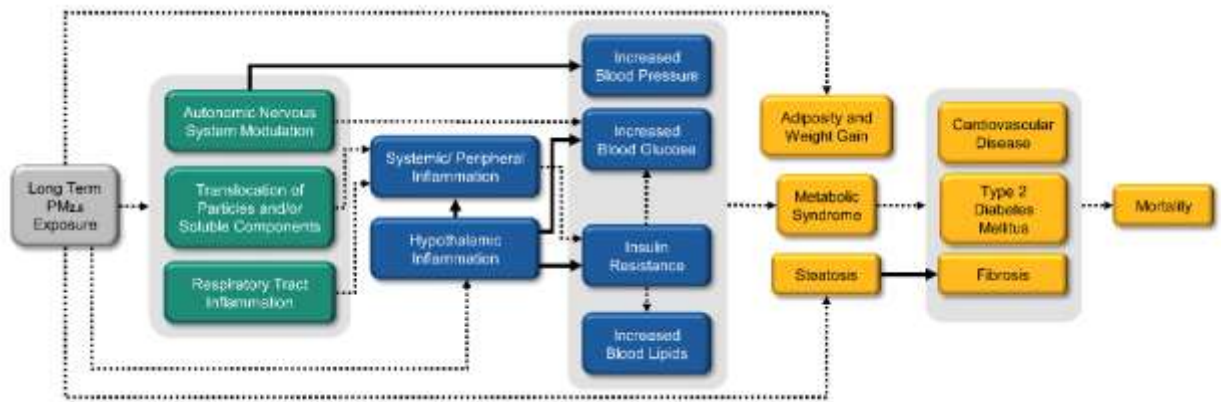 Long Term
PM2.5
Exposure
Autonomic Nervous
System Modulation
Translocation of
Particles and/or
Soluble Components
Respiratory Tract
Inflammation
Systemic/ Peripheral
Inflammation
Hypothalamic
Inflammation
Increased
Blood Pressure
Increased
Blood Glucose
Insulin
Resistance
Increased
Blood Lipids
Adiposity and
Weight Gain
Metabolic
Syndrome
Steatosis
Cardiovascular
Disease
Type 2
Diabetes
Mellitus
Fibrosis
Mortality